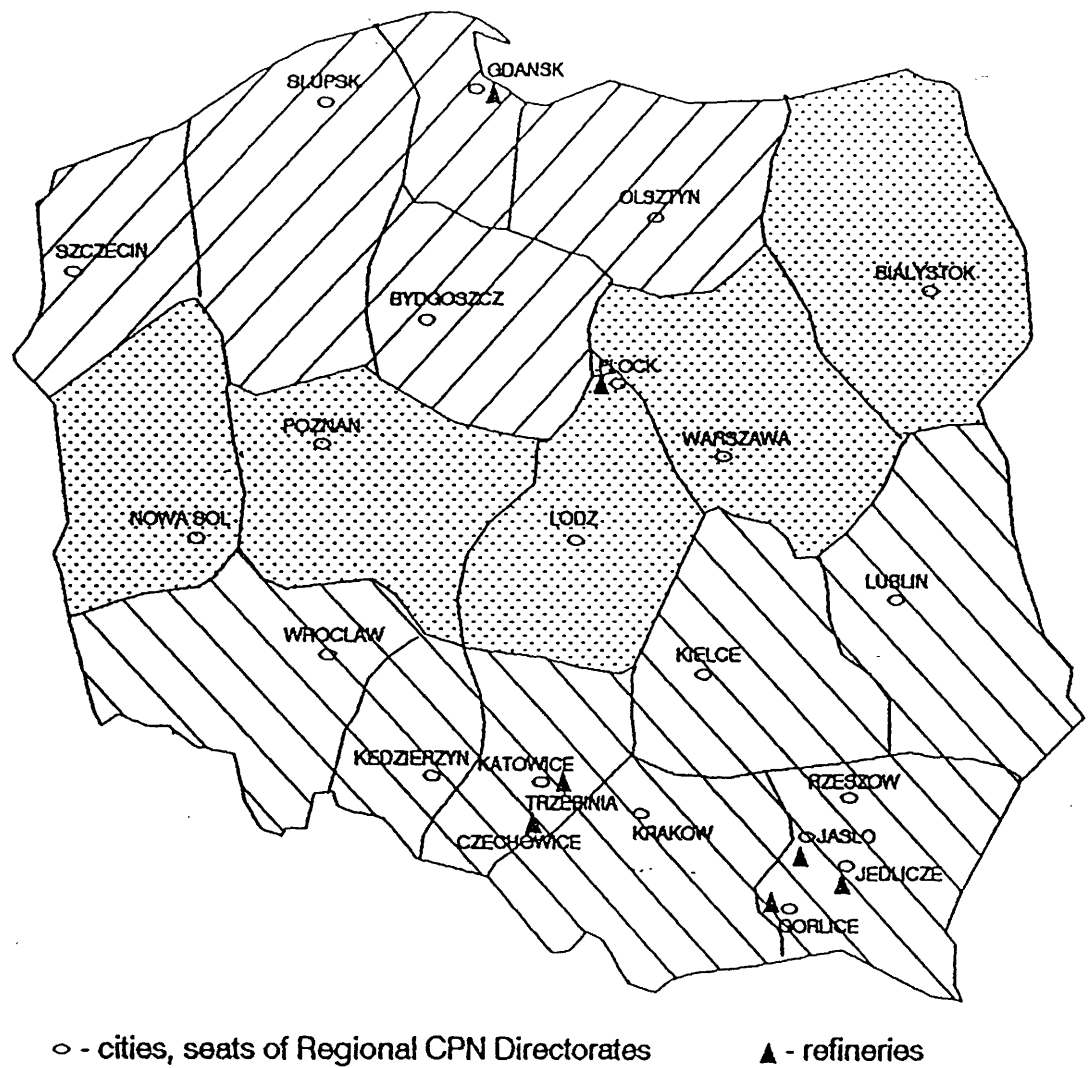 GDANSK
SLUPSK
OLSZTYN
SZCZECIN
BIALYSTOK
BYDGOSZCZ
PLOCK
POZNAN
WARSZAWA
NOWA SOL
LODZ
LUBLIN
WROCLAW
KIELCE
KEDZIERZYN
KATOWICE
RZESZOW
TRZEBINIA
KRAKOW
JASLO
CZECHOWICE
JEDLICZE
GORLICE
- cities, seats of Regional CPN Directorates
- refineries